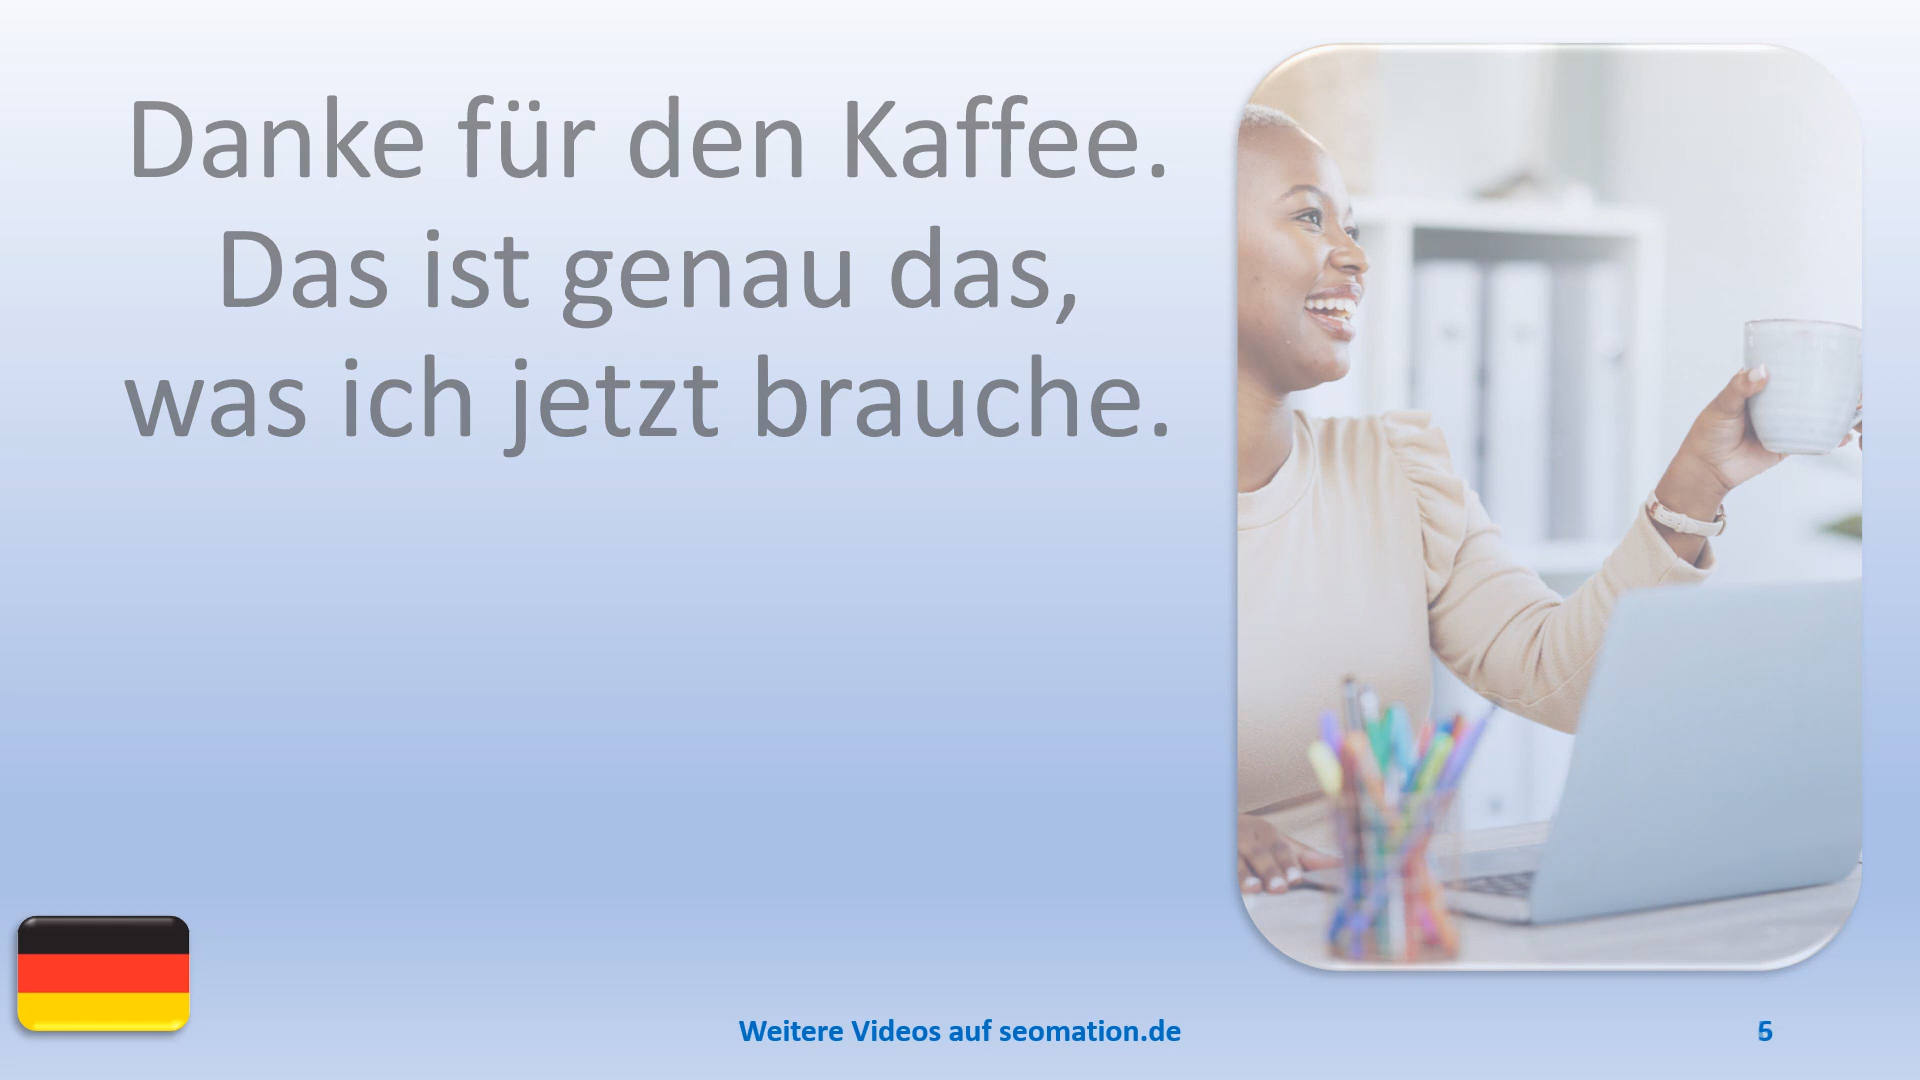 Danke für den Kaffee.
Das ist genau das,
was ich jetzt brauche.
Weitere Videos auf seomation.de
5